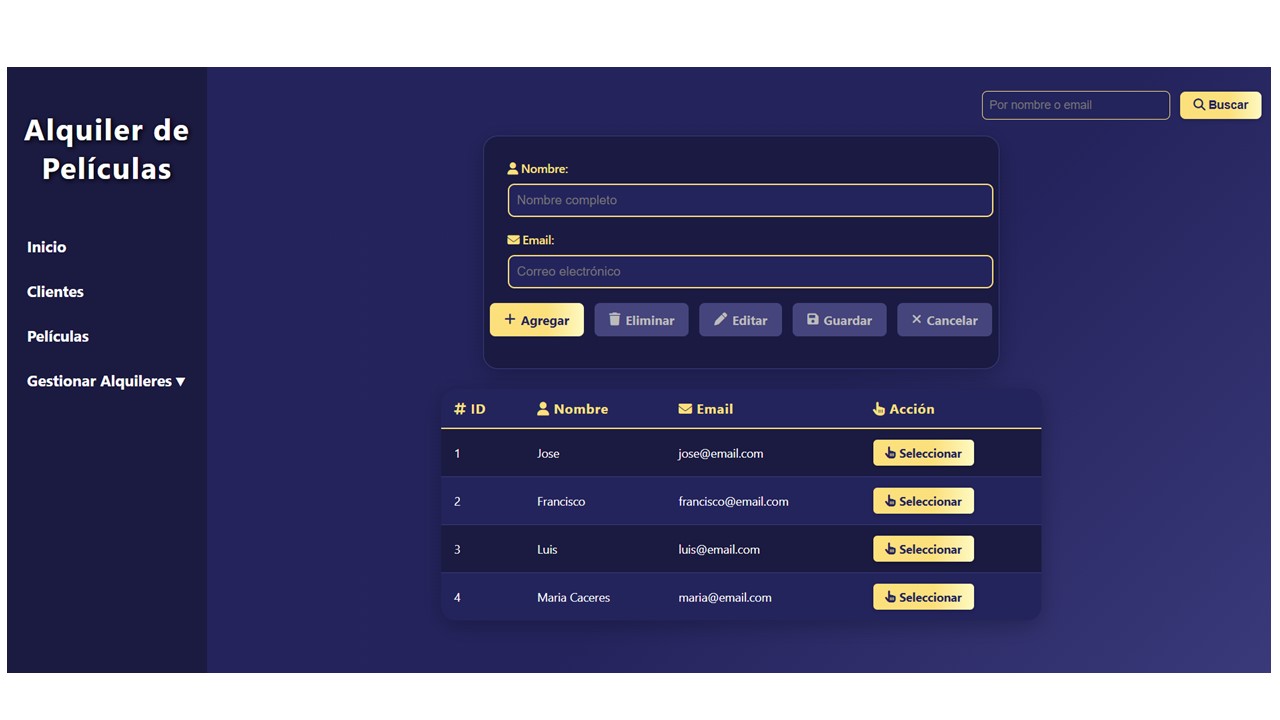 Alquiler de
Películas
Inicio
Clientes
Películas
Gestionar Alquileres ▼
Por nombre o email
Buscar
Nombre:
Nombre completo
Email:
Correo electrónico
+ Agregar Eliminar Editar Guardar × Cancelar
# ID Nombre Email Acción
1 Jose jose@email.com Seleccionar
2 Francisco francisco@email.com Seleccionar
3 Luis luis@email.com Seleccionar
4 Maria Caceres maria@email.com Seleccionar